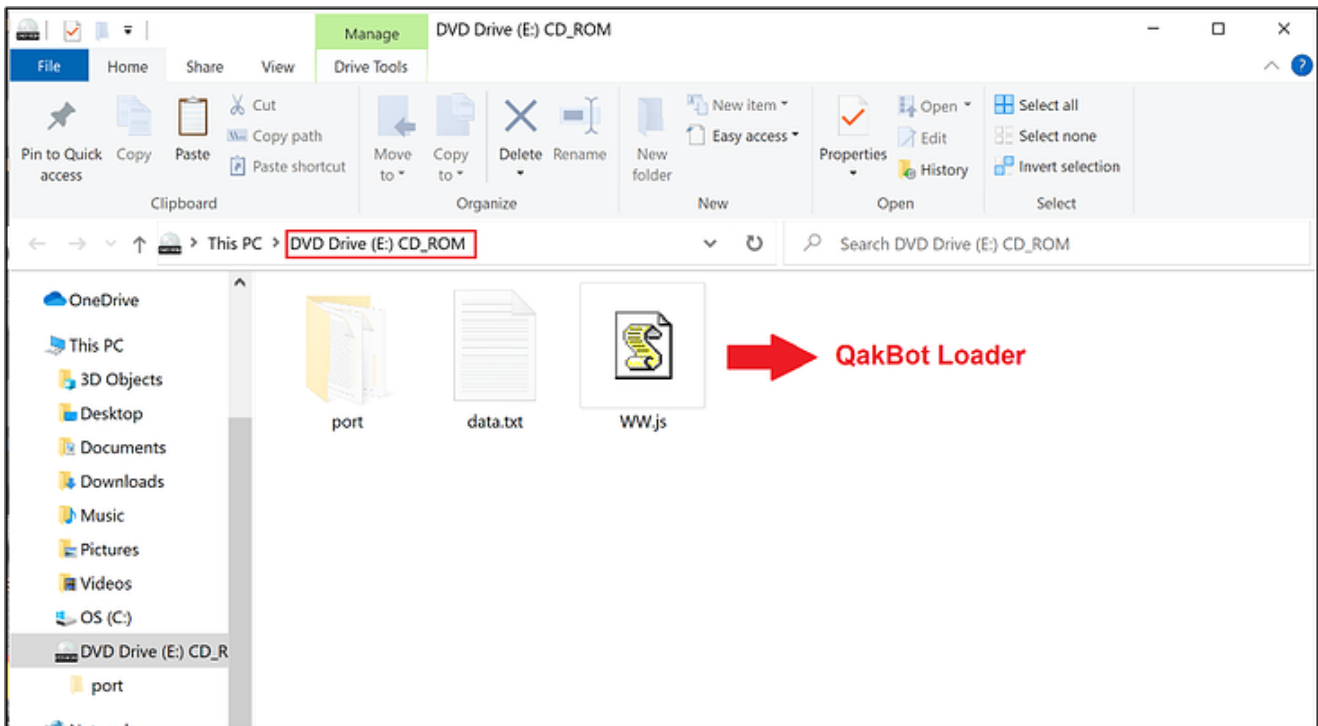 Manage DVD Drive (E:) CD_ROM
File Home Share View Drive Tools
Pin to Quick access
Copy
Paste
Cut
Copy path
Paste shortcut
Move to
Copy to
Delete
Rename
New folder
New item
Easy access
Properties
Open
Edit
History
Select all
Select none
Invert selection
Clipboard Organize New Open Select
This PC > DVD Drive (E:) CD_ROM
Search DVD Drive (E:) CD_ROM
OneDrive
This PC
3D Objects
Desktop
Documents
Downloads
Music
Pictures
Videos
OS (C:)
DVD Drive (E:) CD_R
port
port
data.txt
WW.js
QakBot Loader